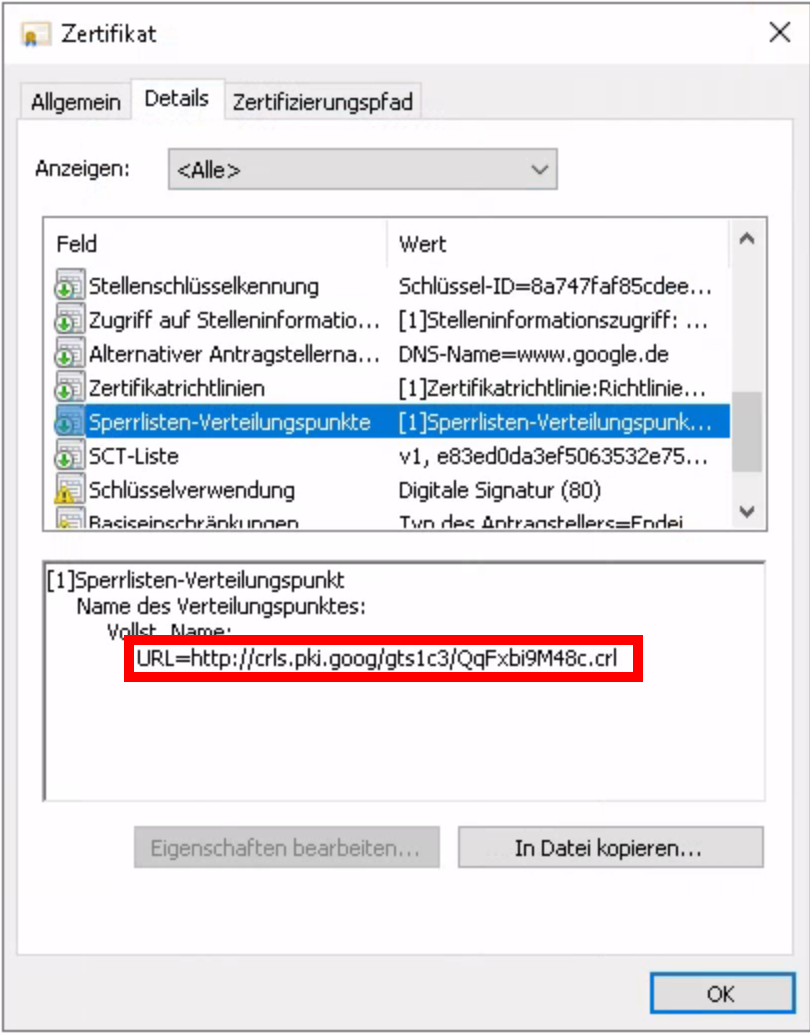 Zertifikat
Allgemein Details Zertifizierungspfad
Anzeigen: <Alle>
Feld Wert
Stellenschlüsselkennung Schlüssel-ID=8a747faf85cdee...
Zugriff auf Stelleninformatio... [1]Stelleninformationszugriff: ...
Alternativer Antragstellerna... DNS-Name=www.google.de
Zertifikatrichtlinien [1]Zertifikatrichtlinie:Richtlinie...
Sperrlisten-Verteilungspunkte [1]Sperrlisten-Verteilungspunk...
SCT-Liste v1, e83ed0da3ef5063532e75...
Schlüsselverwendung Digitale Signatur (80)
Basiseinschränkungen Typ des Antragstellers=Endei
[1]Sperrlisten-Verteilungspunkt
Name des Verteilungspunktes:
Vollst. Name:
URL=http://crls.pki.goog/gts1c3/QqFxbi9M48c.crl
Eigenschaften bearbeiten... In Datei kopieren...
OK